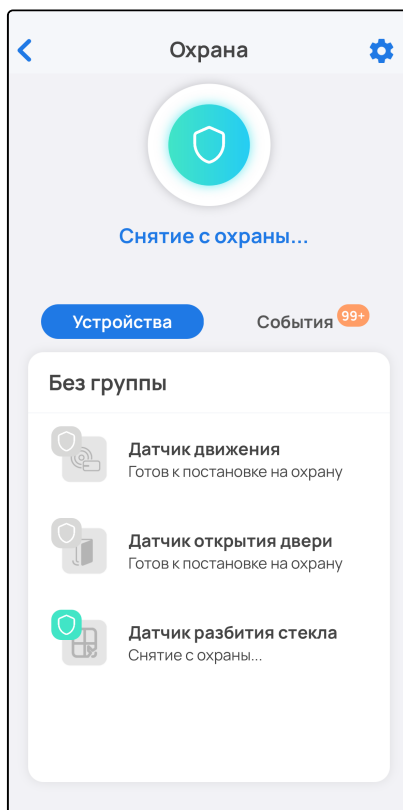 Охрана
Снятие с охраны...
Устройства
События 99+
Без группы
Датчик движения
Готов к постановке на охрану
Датчик открытия двери
Готов к постановке на охрану
Датчик разбития стекла
Снятие с охраны...